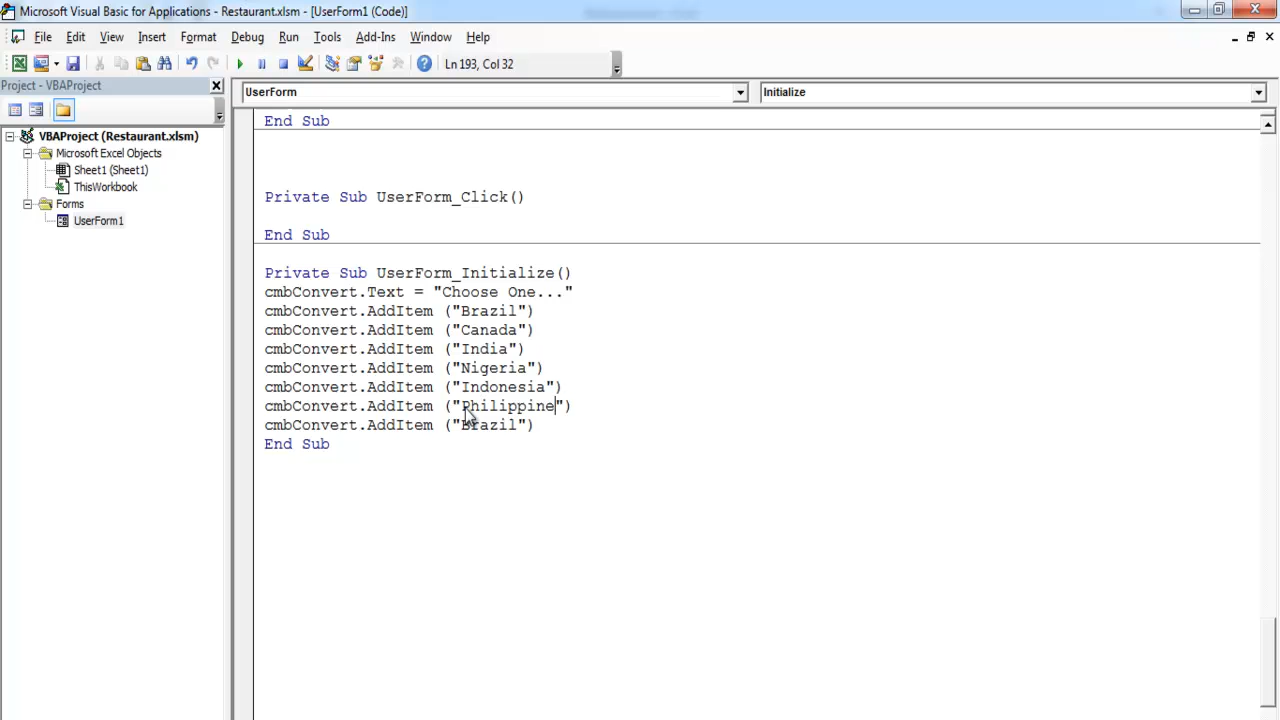 Microsoft Visual Basic for Applications - Restaurant.xlsm - [UserForm1 (Code)]
File Edit View Insert Format Debug Run Tools Add-Ins Window Help
Ln 193, Col 32
Project - VBAProject
UserForm Initialize
VBAProject (Restaurant.xlsm)
Microsoft Excel Objects
Sheet1 (Sheet1)
ThisWorkbook
Forms
UserForm1
End Sub
Private Sub UserForm_Click()
End Sub
Private Sub UserForm_Initialize()
cmbConvert.Text = "Choose One..."
cmbConvert.AddItem ("Brazil")
cmbConvert.AddItem ("Canada")
cmbConvert.AddItem ("India")
cmbConvert.AddItem ("Nigeria")
cmbConvert.AddItem ("Indonesia")
cmbConvert.AddItem ("Philippine")
cmbConvert.AddItem ("Brazil")
End Sub